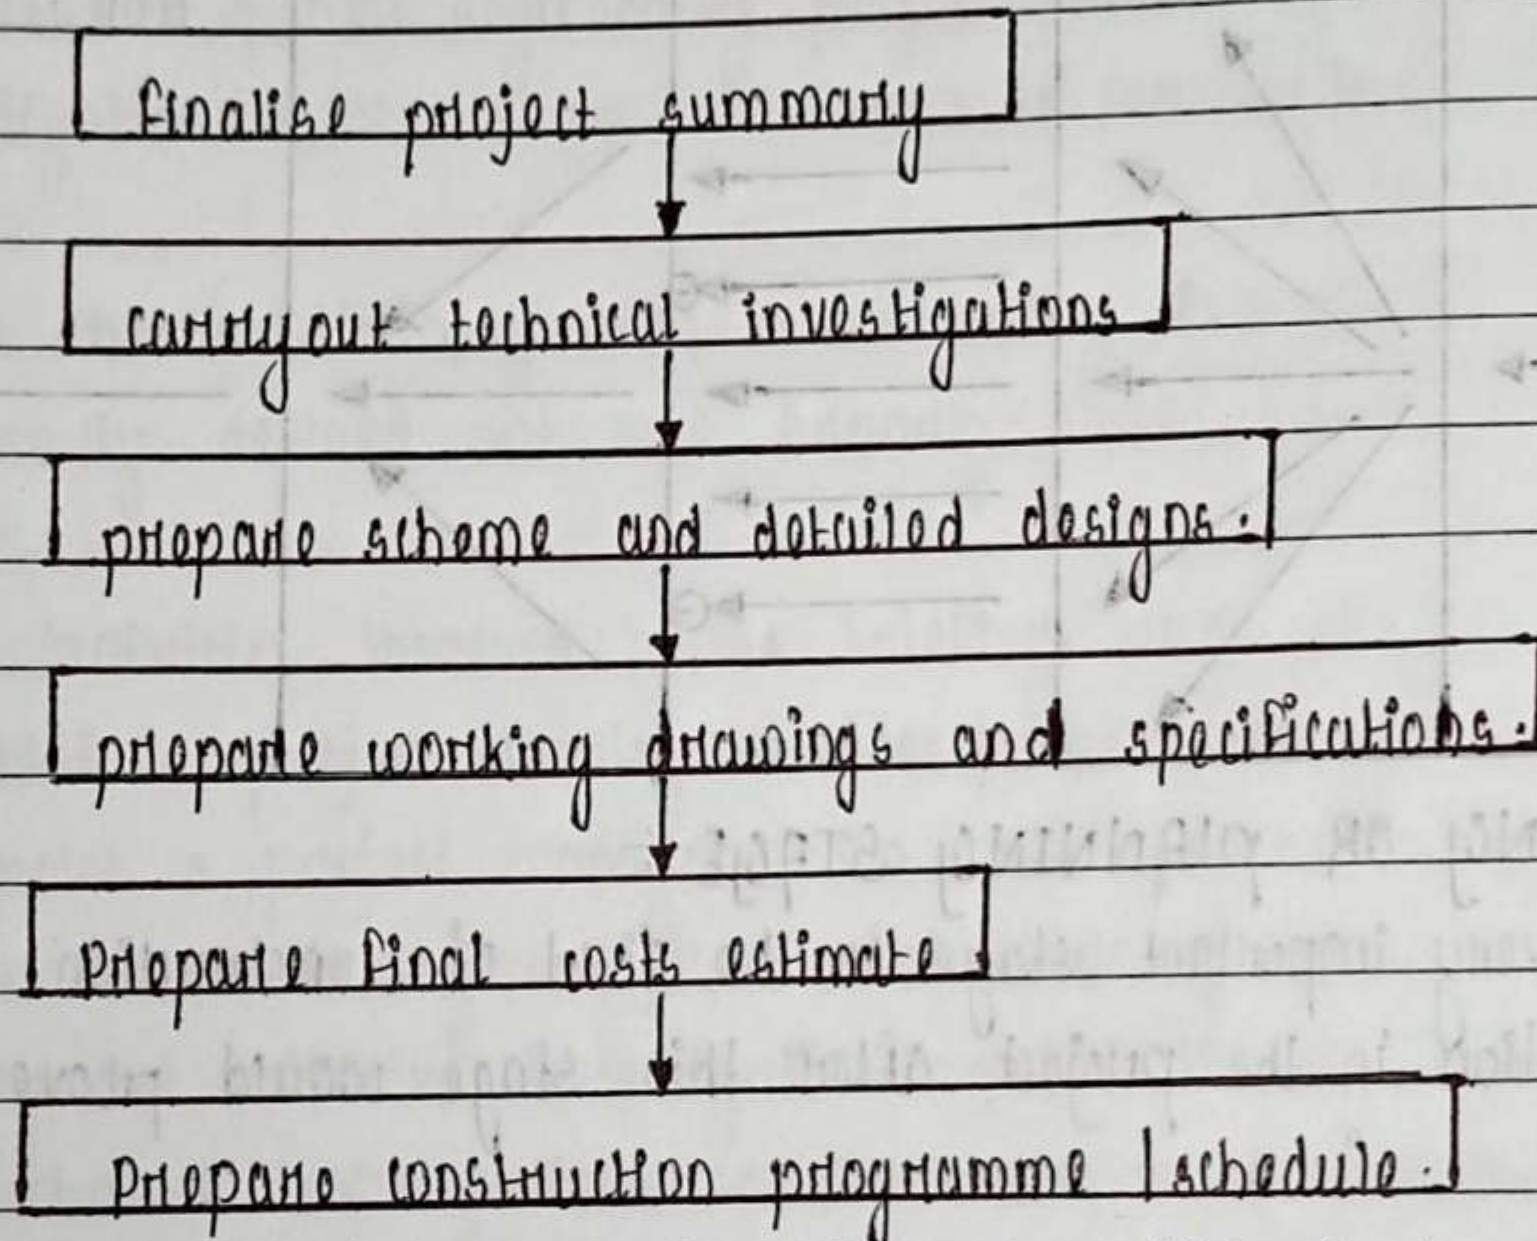 finalise project summary
carryout technical investigations
prepare scheme and detailed designs.
prepare working drawings and specifications.
prepare final costs estimate
prepare construction programme / schedule.